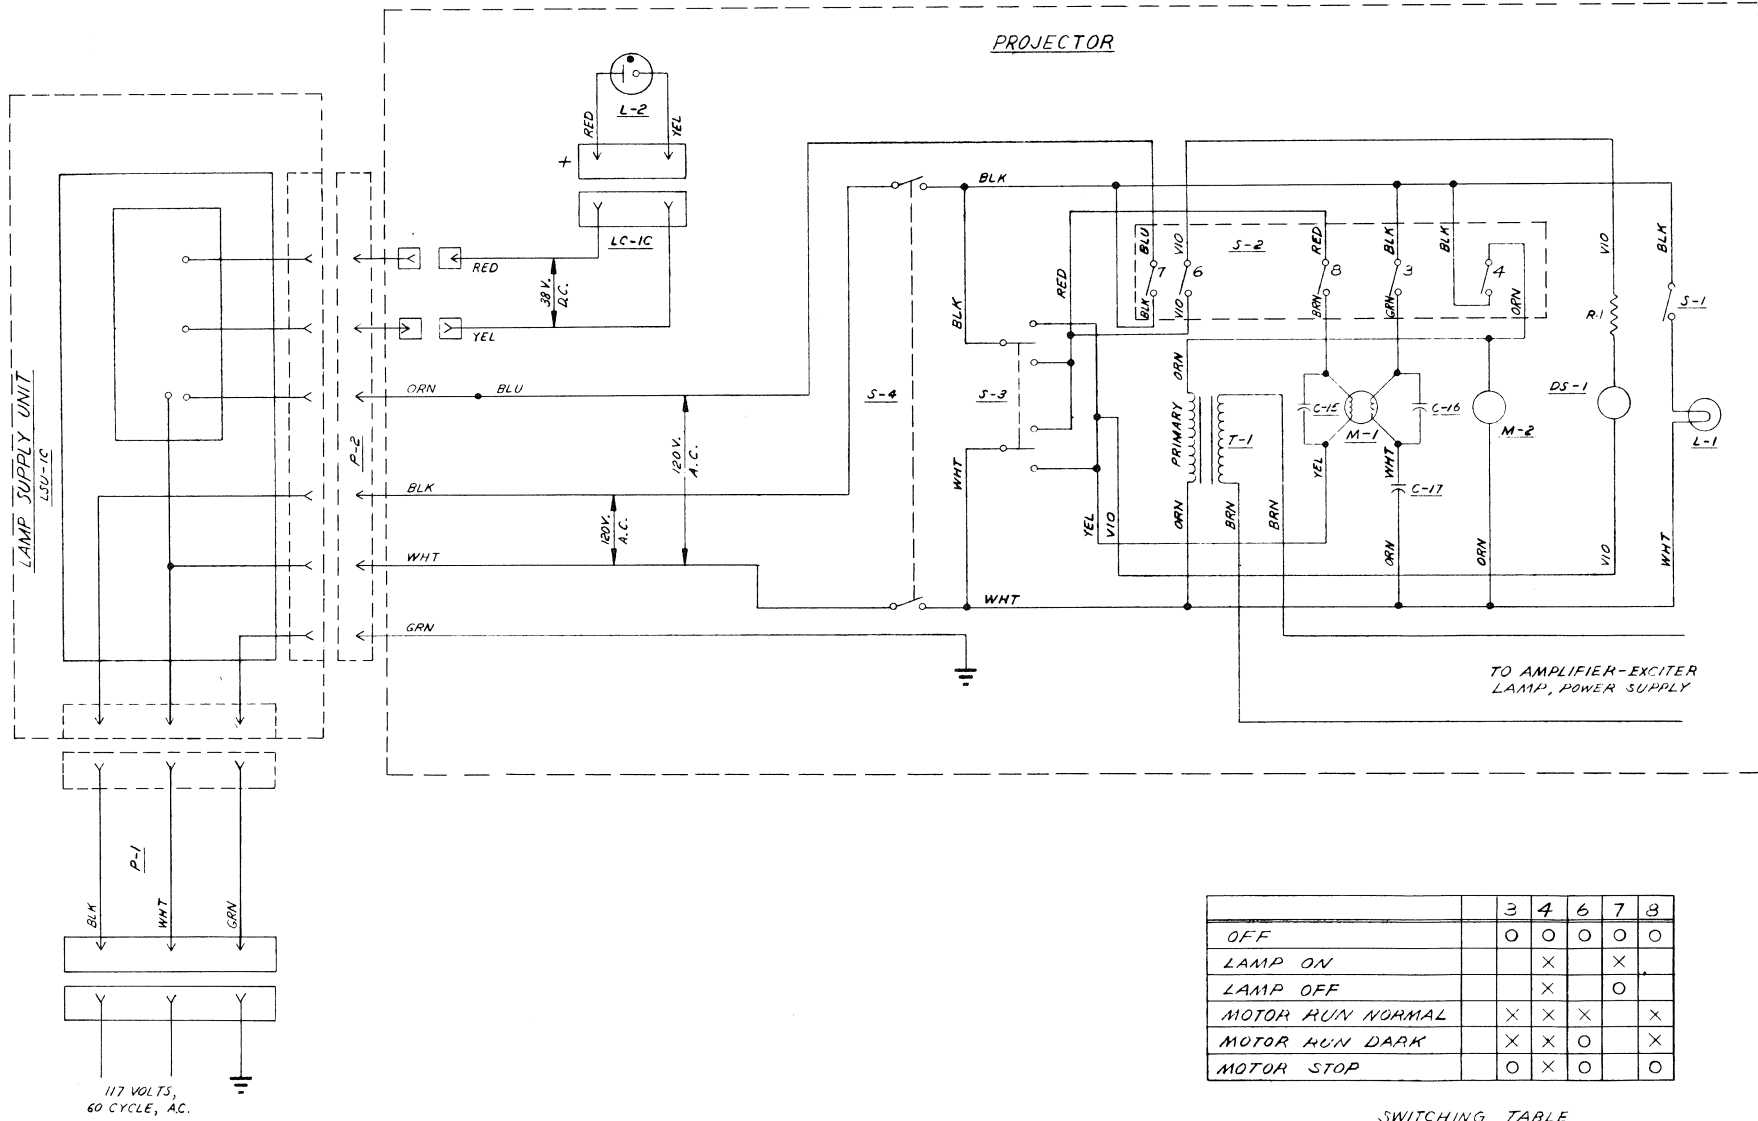 PROJECTOR
L-2
RED
YEL
+
LC-1C
RED
YEL
38 V.
D.C.
ORN
BLU
BLK
WHT
GRN
120 V.
A.C.
120V.
A.C.
LAMP SUPPLY UNIT
LSU-1C
P-2
S-4
BLK
BLK
S-3
WHT
WHT
RED
YEL
VIO
BLU
VIO
S-2
RED
BLK
BLK
7
6
8
3
4
BLK
VIO
BRN
GRN
ORN
ORN
PRIMARY
ORN
T-1
BRN
BRN
C-15
M-1
C-16
YEL
WHT
C-17
ORN
M-2
ORN
VIO
R-1
DS-1
VIO
BLK
S-1
L-1
WHT
TO AMPLIFIER-EXCITER
LAMP, POWER SUPPLY
P-1
BLK
WHT
GRN
117 VOLTS,
60 CYCLE, A.C.
3 4 6 7 8
OFF O O O O O
LAMP ON X X
LAMP OFF X O
MOTOR RUN NORMAL X X X X
MOTOR RUN DARK X X O X
MOTOR STOP O X O O
SWITCHING TABLE